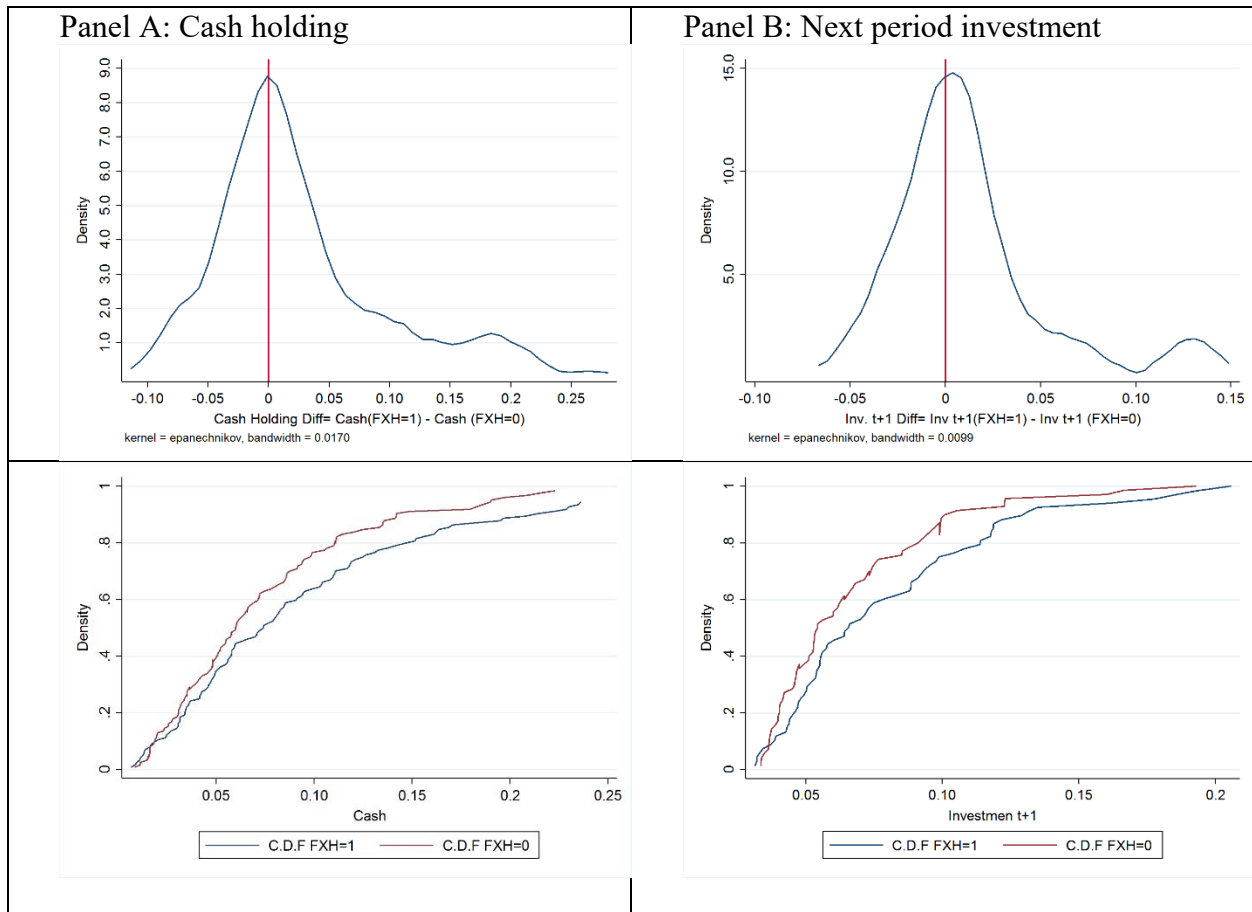 Panel A: Cash holding
9.0
8.0
7.0
6.0
5.0
4.0
3.0
2.0
1.0
Density
-0.10 -0.05 0 0.05 0.10 0.15 0.20 0.25
Cash Holding Diff= Cash(FXH=1) - Cash (FXH=0)
kernel = epanechnikov, bandwidth = 0.0170
Panel B: Next period investment
15.0
10.0
5.0
Density
-0.10 -0.05 0 0.05 0.10 0.15
Inv. t+1 Diff= Inv t+1(FXH=1) - Inv t+1 (FXH=0)
kernel = epanechnikov, bandwidth = 0.0099
1
.8
.6
.4
.2
0
Density
0.05 0.10 0.15 0.2 0.25
Cash
C.D.F FXH=1 C.D.F FXH=0
1
.8
.6
.4
.2
0
Density
0.05 0.10 0.15 0.2
Investmen t+1
C.D.F FXH=1 C.D.F FXH=0